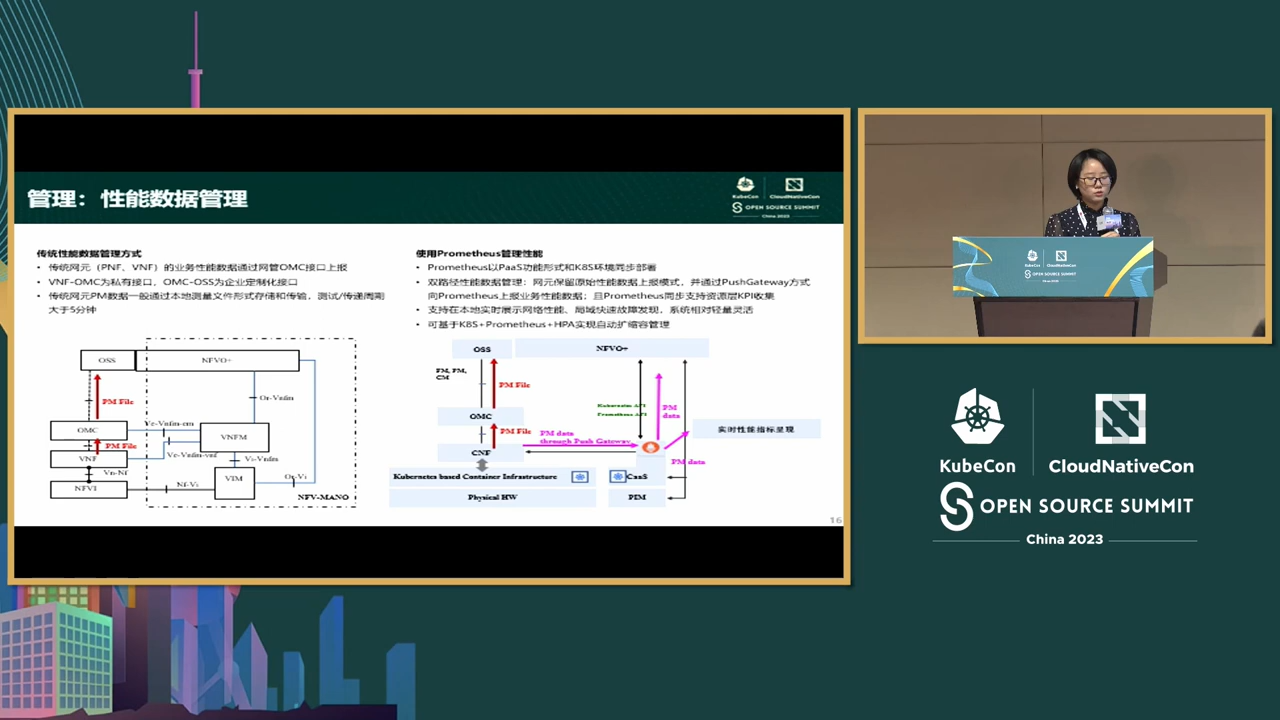 管理：性能数据管理
KubeCon
CloudNativeCon
OPEN SOURCE SUMMIT
China 2023
传统性能数据管理方式
• 传统网元（PNF、VNF）的业务性能数据通过网管OMC接口上报
• VNF-OMC为私有接口，OMC-OSS为企业定制化接口
• 传统网元PM数据一般通过本地测量文件形式存储和传输，测试/传递周期
大于5分钟
OSS
NFVO+
PM File
Or-Vnfm
OMC
Ve-Vnfm-em
VNFM
PM File
VNF
Ve-Vnfm-vnf
Vi-Vnfm
Vn-Nf
VIM
Or-Vi
NFVI
Nf-Vi
NFV-MANO
使用Prometheus管理性能
• Prometheus以PaaS功能形式和K8S环境同步部署
• 双路径性能数据管理：网元保留原始性能数据上报模式，并通过PushGateway方式
向Prometheus上报业务性能数据；且Prometheus同步支持资源层KPI收集
• 支持在本地实时展示网络性能、局域快速故障发现，系统相对轻量灵活
• 可基于K8S+Prometheus+HPA实现自动扩缩容管理
OSS
NFVO+
FM, PM,
CM
PM File
Kubernetes API
Prometheus API
PM
data
OMC
PM File
PM data
through Push Gateway
实时性能指标呈现
CNF
PM data
Kubernetes based Container Infrastructure
CaaS
Physical HW
PIM
16
KubeCon
CloudNativeCon
OPEN SOURCE SUMMIT
China 2023
OPEN SOURCE SUMMIT